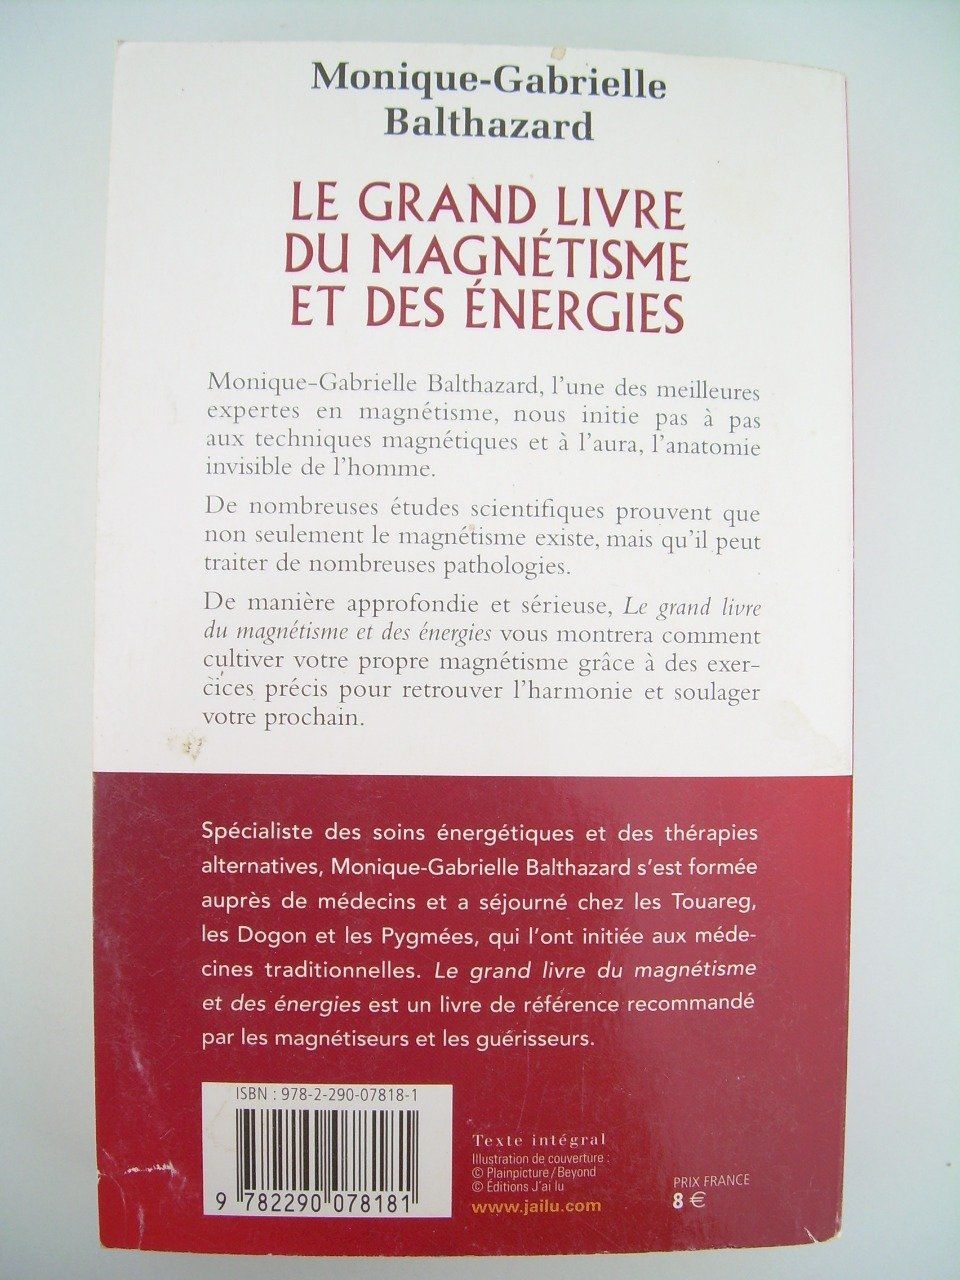 Monique-Gabrielle
Balthazard
LE GRAND LIVRE
DU MAGNÉTISME
ET DES ÉNERGIES
Monique-Gabrielle Balthazard, l'une des meilleures
expertes en magnétisme, nous initie pas à pas
aux techniques magnétiques et à l'aura, l'anatomie
invisible de l'homme.
De nombreuses études scientifiques prouvent que
non seulement le magnétisme existe, mais qu'il peut
traiter de nombreuses pathologies.
De manière approfondie et sérieuse, Le grand livre
du magnétisme et des énergies vous montrera comment
cultiver votre propre magnétisme grâce à des exer-
cices précis pour retrouver l'harmonie et soulager
votre prochain.
Spécialiste des soins énergétiques et des thérapies
alternatives, Monique-Gabrielle Balthazard s'est formée
auprès de médecins et a séjourné chez les Touareg,
les Dogon et les Pygmées, qui l'ont initiée aux méde-
cines traditionnelles. Le grand livre du magnétisme
et des énergies est un livre de référence recommandé
par les magnétiseurs et les guérisseurs.
ISBN : 978-2-290-07818-1
9 782290 078181
Texte intégral
Illustration de couverture :
© Plainpicture / Beyond
© Éditions J'ai lu
www.jailu.com
PRIX FRANCE
8 €